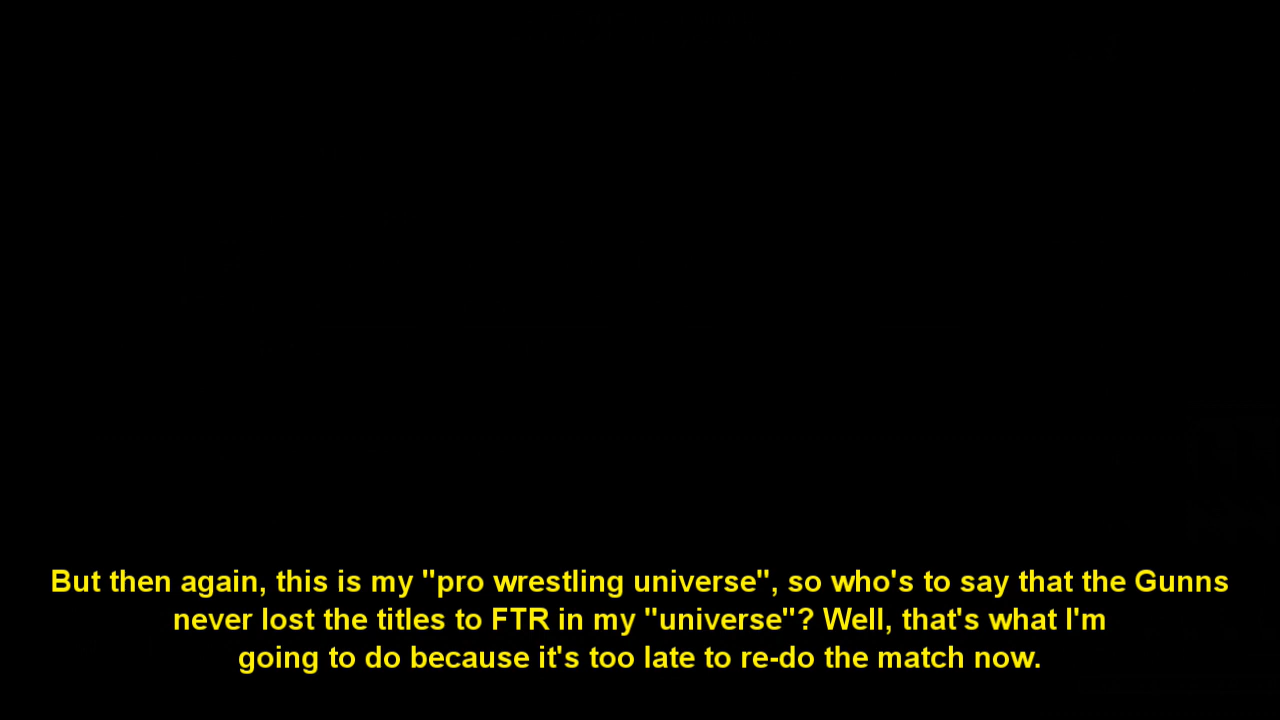 But then again, this is my "pro wrestling universe", so who's to say that the Gunns
never lost the titles to FTR in my "universe"? Well, that's what I'm
going to do because it's too late to re-do the match now.